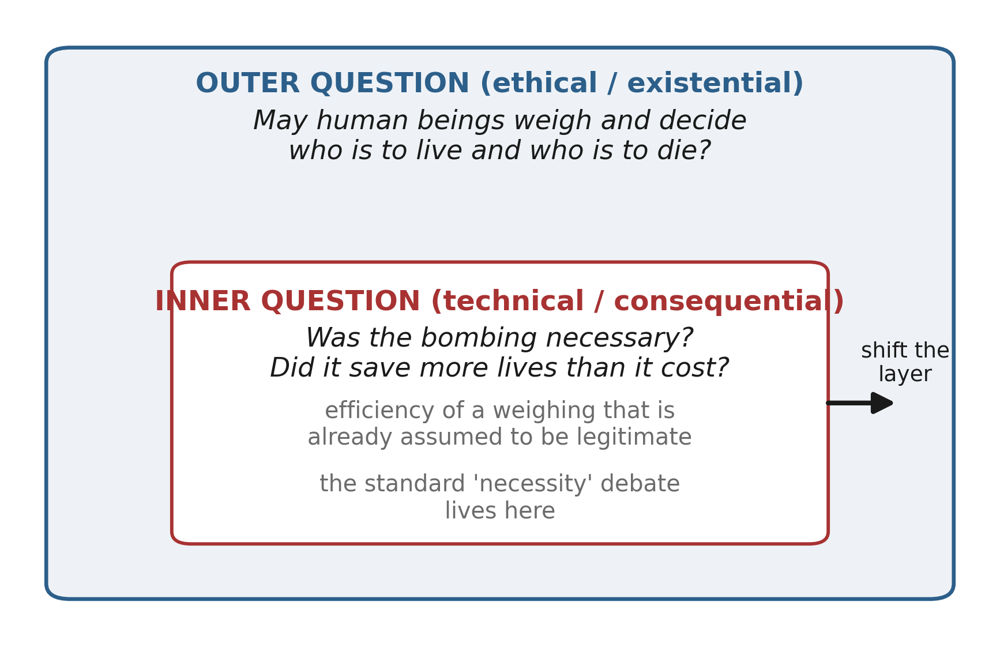 OUTER QUESTION (ethical / existential)
May human beings weigh and decide
who is to live and who is to die?
INNER QUESTION (technical / consequential)
Was the bombing necessary?
Did it save more lives than it cost?
efficiency of a weighing that is
already assumed to be legitimate
the standard 'necessity' debate
lives here
shift the
layer